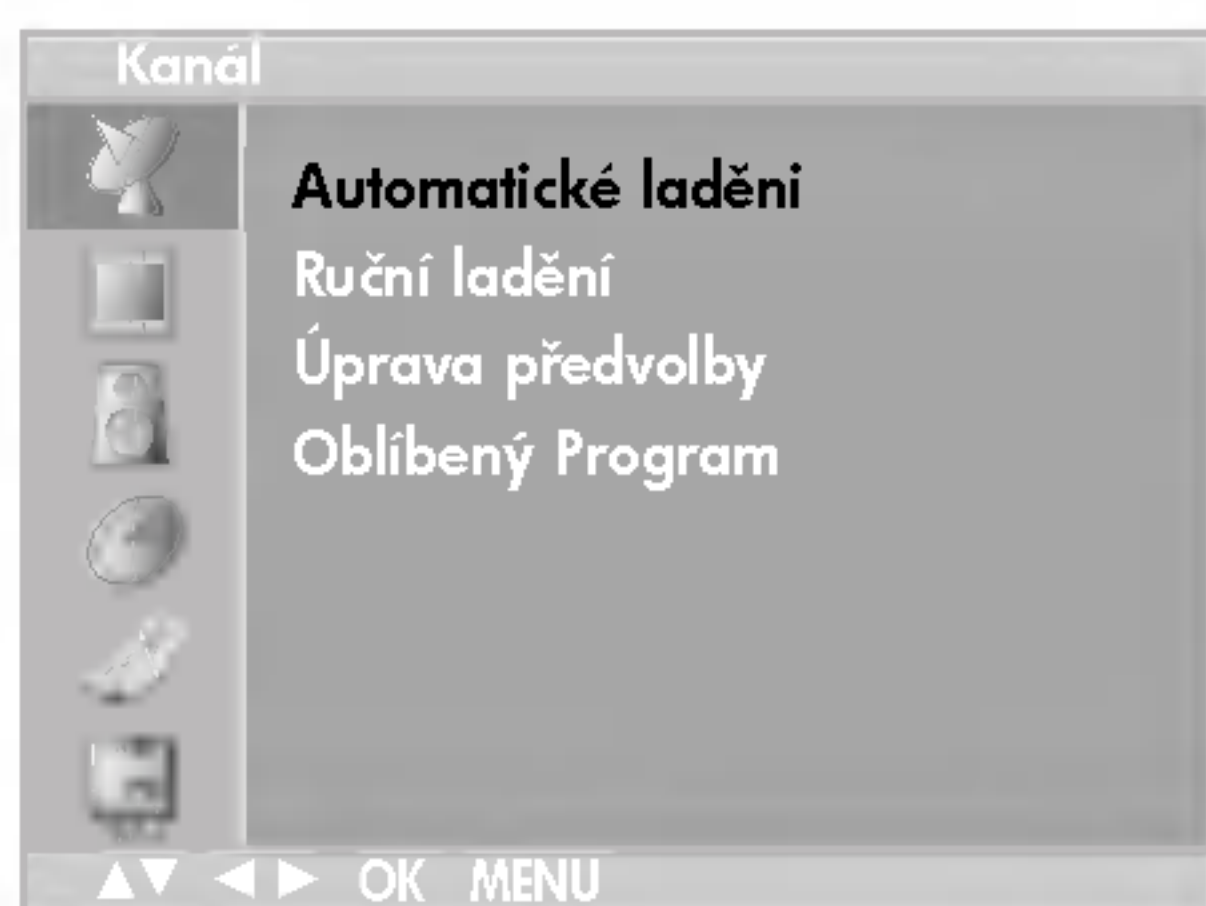 Kanál
Automatické laděni
Ruční ladění
Úprava předvolby
Oblíbený Program
▲▼ ◀ ▶ OK MENU